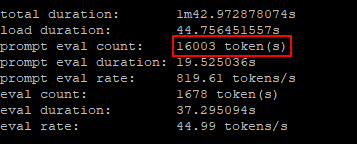 total duration: 1m42.972878074s
load duration: 44.756451557s
prompt eval count: 16003 token(s)
prompt eval duration: 19.525036s
prompt eval rate: 819.61 tokens/s
eval count: 1678 token(s)
eval duration: 37.295094s
eval rate: 44.99 tokens/s